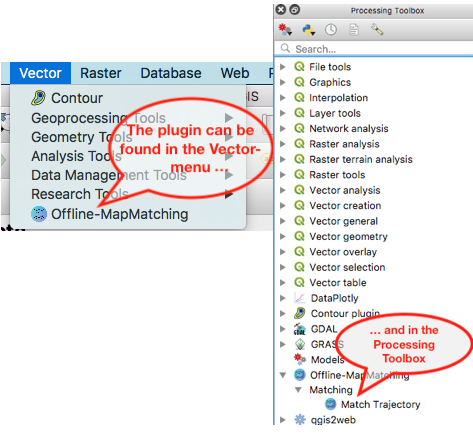 Vector Raster Database Web
Contour
Geoprocessing Tools
Geometry Tools
Analysis Tools
Data Management Tools
Research Tools
Offline-MapMatching
The plugin can be
found in the Vector-
menu ...
Processing Toolbox
Search...
File tools
Graphics
Interpolation
Layer tools
Network analysis
Raster analysis
Raster terrain analysis
Raster tools
Vector analysis
Vector creation
Vector general
Vector geometry
Vector overlay
Vector selection
Vector table
DataPlotly
Contour plugin
GDAL
GRASS
Models
Offline-MapMatching
Matching
Match Trajectory
qgis2web
... and in the
Processing
Toolbox